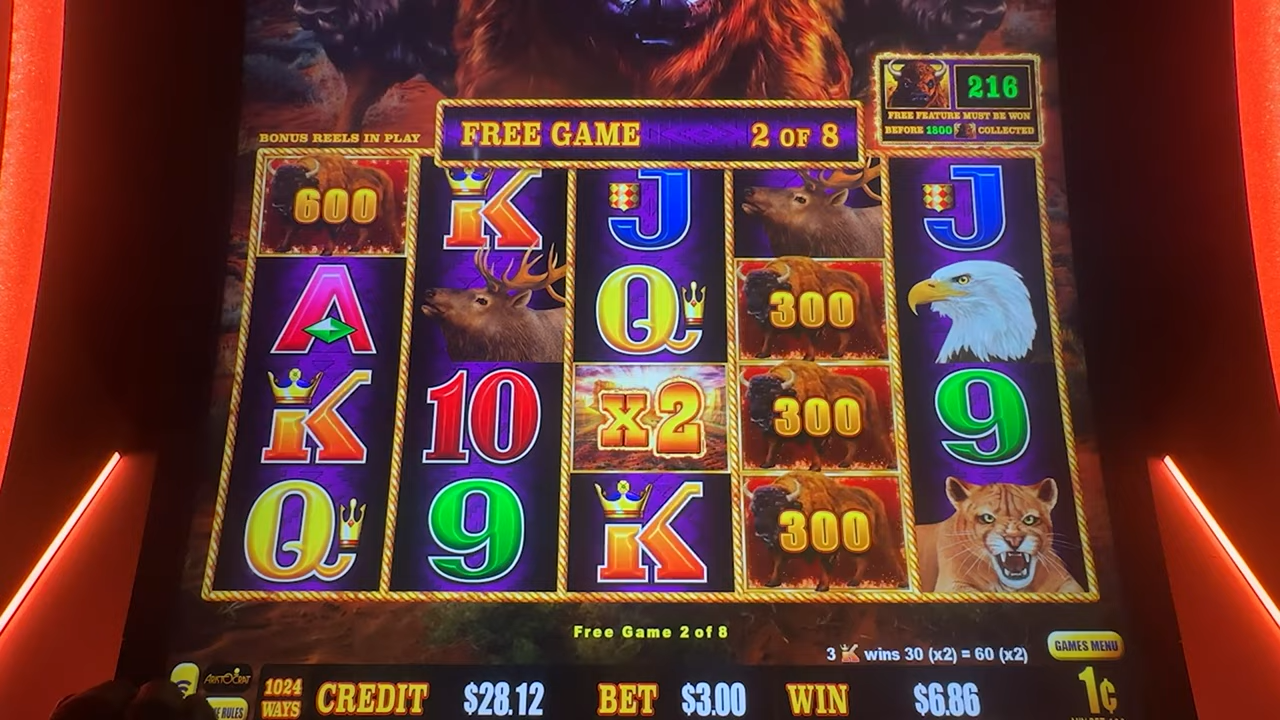 216
FREE FEATURE MUST BE WON
BEFORE 1800 COLLECTED
BONUS REELS IN PLAY
FREE GAME 2 OF 8
600 K J J
A Q 300
K 10 X2 300 9
Q 9 K 300
Free Game 2 of 8
3 K wins 30 (x2) = 60 (x2)
GAMES MENU
ARISTOCRAT
RULES
1024 WAYS
CREDIT $28.12 BET $3.00 WIN $6.86
1¢